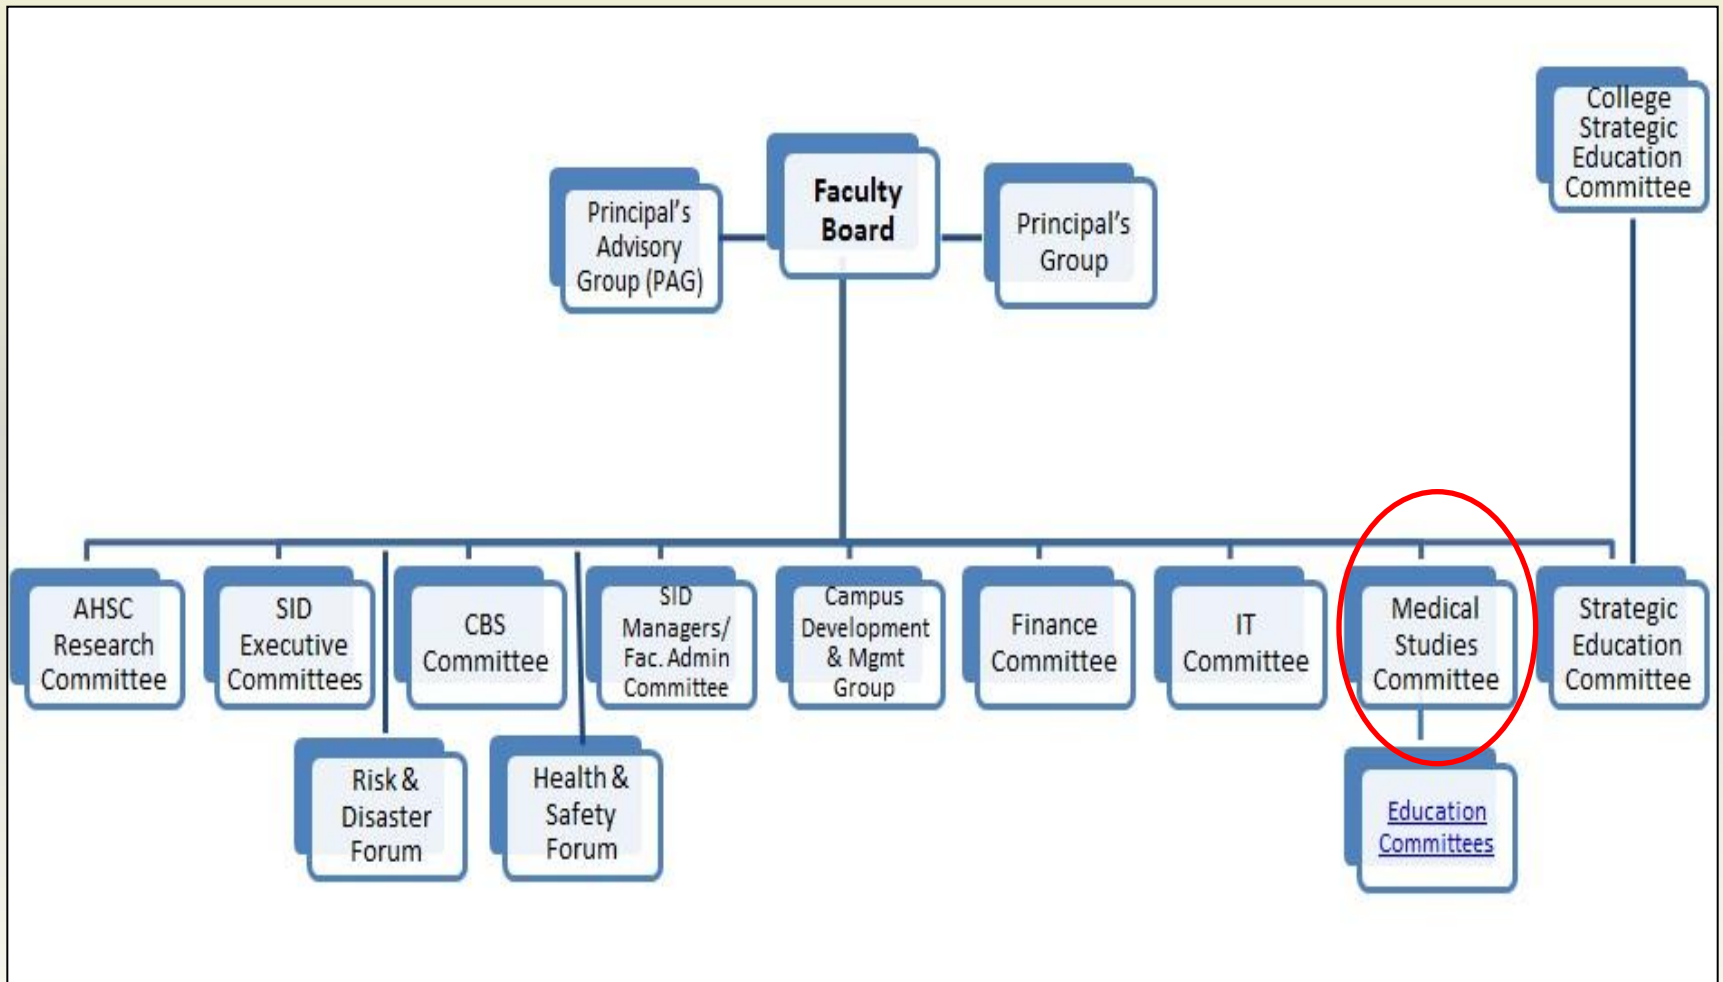 College
Strategic
Education
Committee
Principal's
Advisory
Group (PAG)
Faculty
Board
Principal's
Group
AHSC
Research
Committee
SID
Executive
Committees
CBS
Committee
SID
Managers/
Fac. Admin
Committee
Campus
Development
& Mgmt
Group
Finance
Committee
IT
Committee
Medical
Studies
Committee
Strategic
Education
Committee
Risk &
Disaster
Forum
Health &
Safety
Forum
Education
Committees